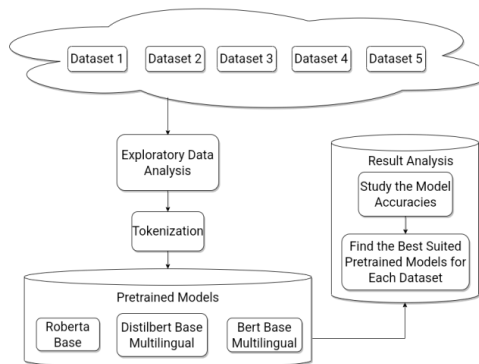 Dataset 1
Dataset 2
Dataset 3
Dataset 4
Dataset 5
Exploratory Data
Analysis
Tokenization
Pretrained Models
Roberta
Base
Distilbert Base
Multilingual
Bert Base
Multilingual
Result Analysis
Study the Model
Accuracies
Find the Best Suited
Pretrained Models for
Each Dataset